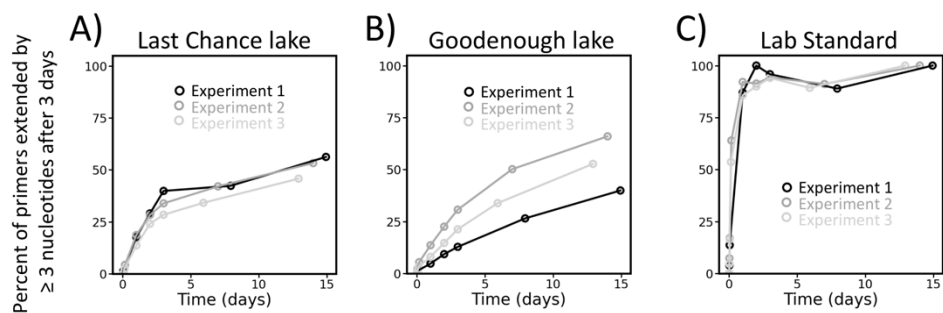 Percent of primers extended by
≥ 3 nucleotides after 3 days
A)
Last Chance lake
100
75
50
25
0
Experiment 1
Experiment 2
Experiment 3
0
5
10
15
Time (days)
B)
Goodenough lake
100
75
50
25
0
Experiment 1
Experiment 2
Experiment 3
0
5
10
15
Time (days)
C)
Lab Standard
100
75
50
25
0
Experiment 1
Experiment 2
Experiment 3
0
5
10
15
Time (days)